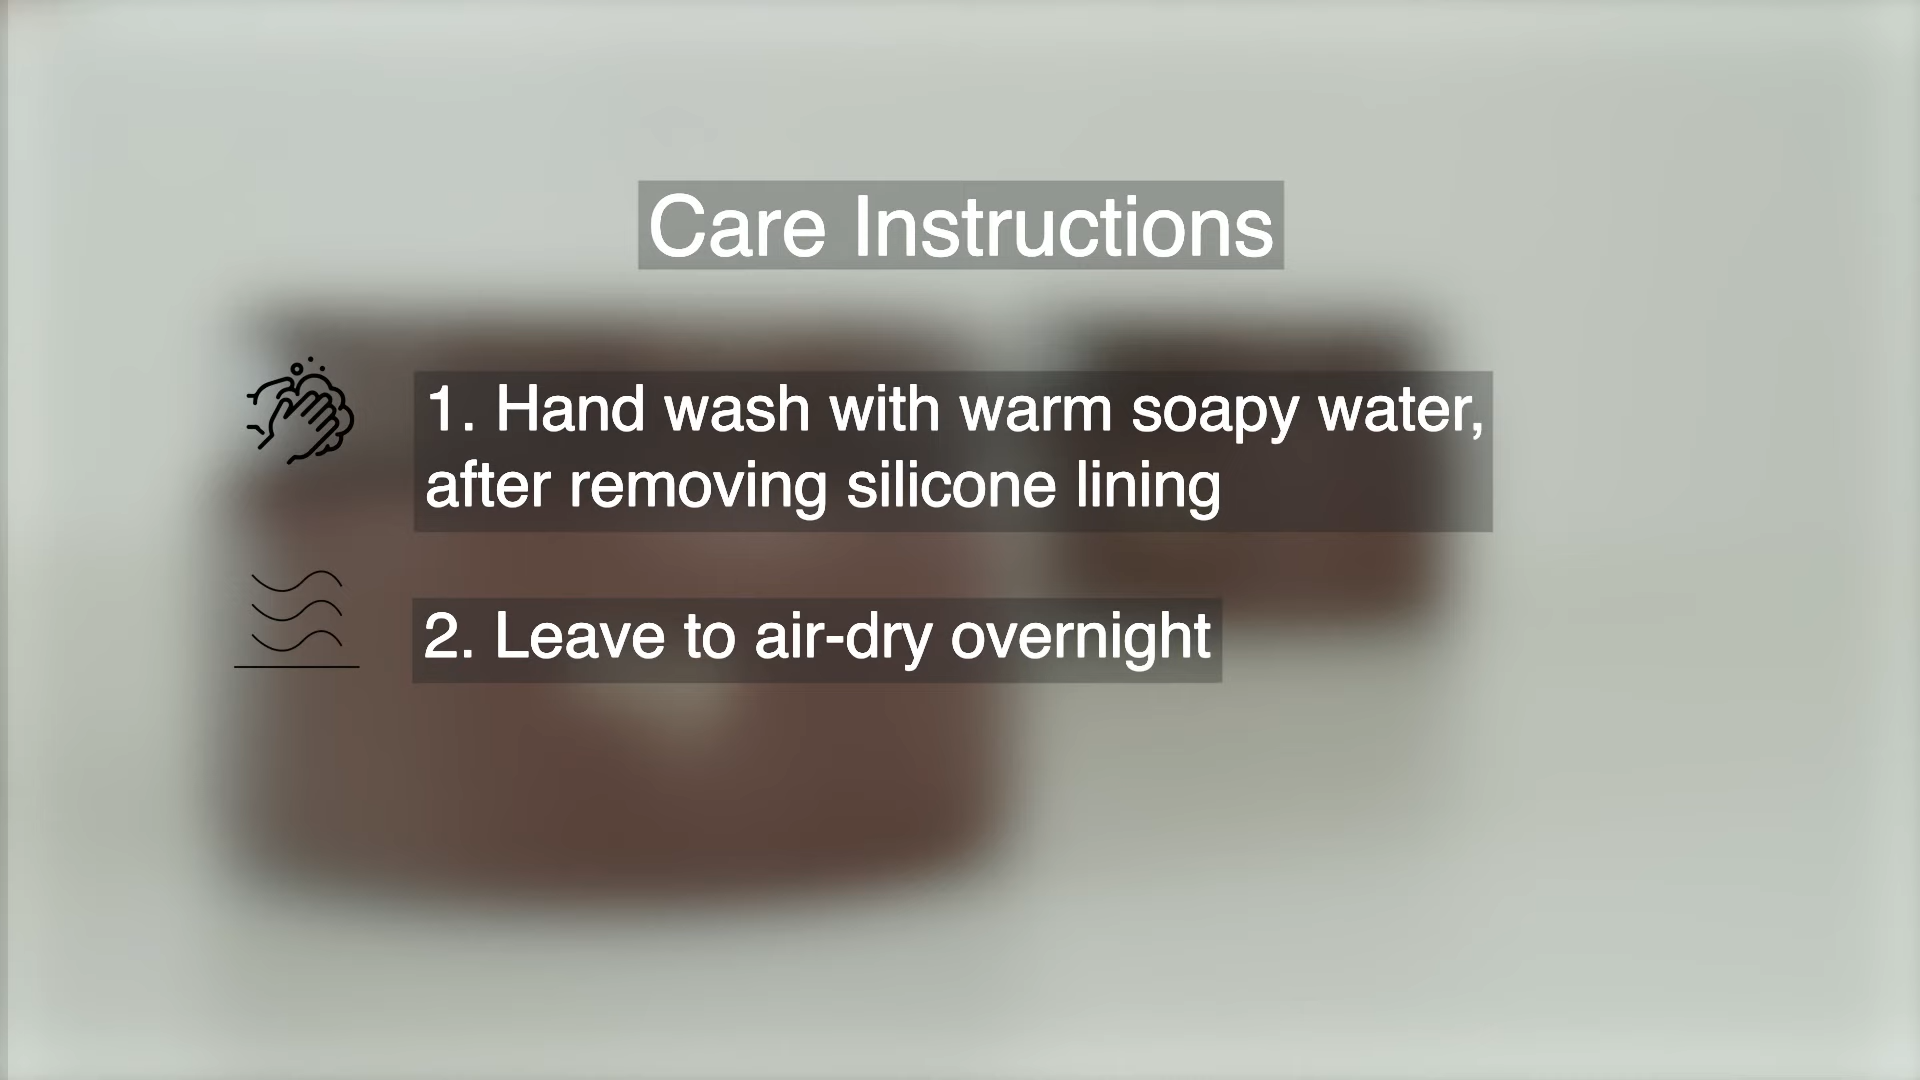 Care Instructions
1. Hand wash with warm soapy water,
after removing silicone lining
2. Leave to air-dry overnight